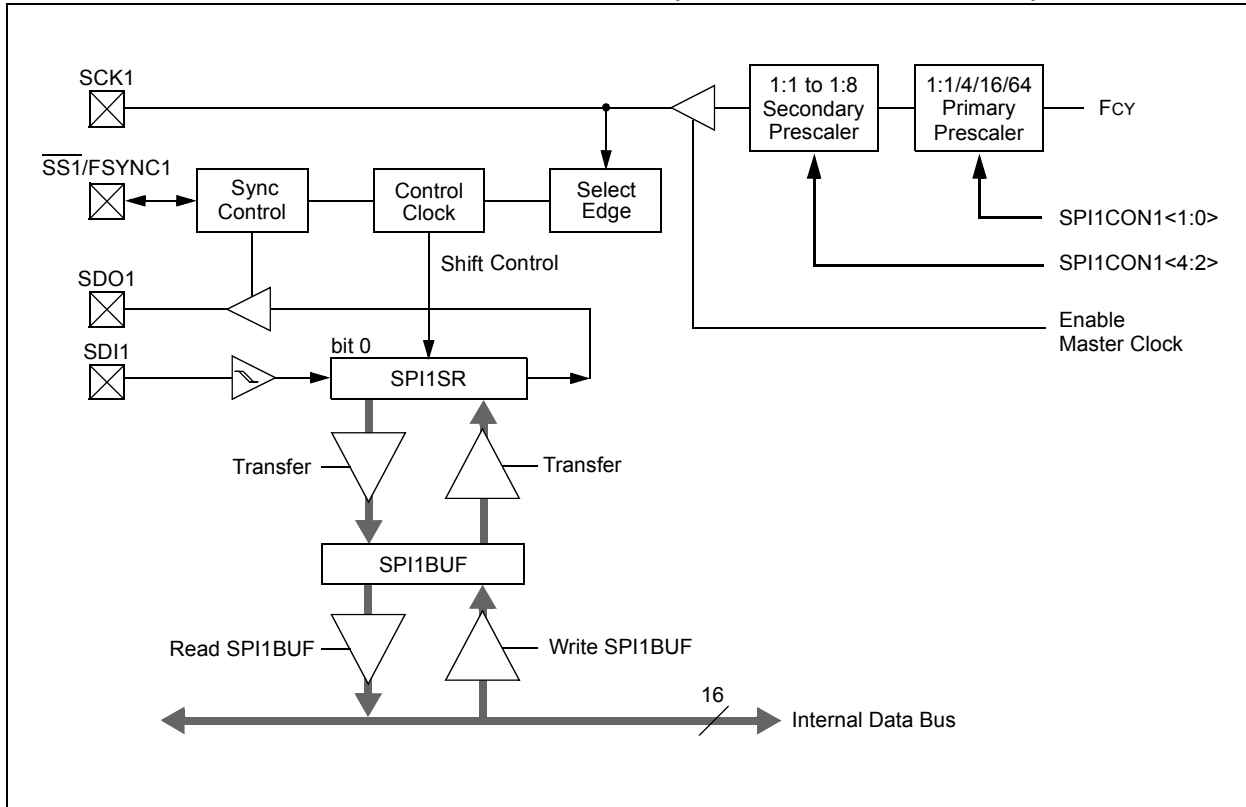 SCK1
1:1 to 1:8
Secondary
Prescaler
1:1/4/16/64
Primary
Prescaler
FCY
SS1/FSYNC1
Sync
Control
Control
Clock
Select
Edge
SPI1CON1<1:0>
Shift Control
SPI1CON1<4:2>
SDO1
Enable
Master Clock
SDI1
bit 0
SPI1SR
Transfer
Transfer
SPI1BUF
Read SPI1BUF
Write SPI1BUF
16
Internal Data Bus